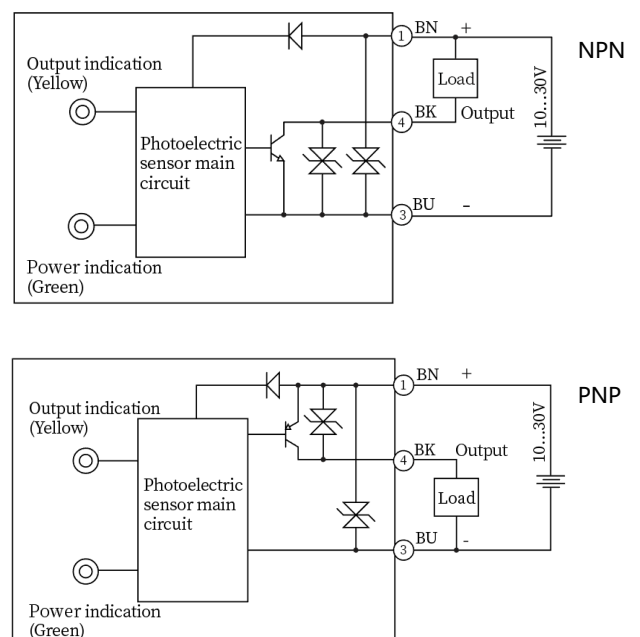 NPN
① BN +
Output indication
(Yellow)
Load
10...30V
④ BK Output
Photoelectric
sensor main
circuit
③ BU -
Power indication
(Green)
PNP
① BN +
Output indication
(Yellow)
10...30V
④ BK Output
Photoelectric
sensor main
circuit
Load
③ BU -
Power indication
(Green)